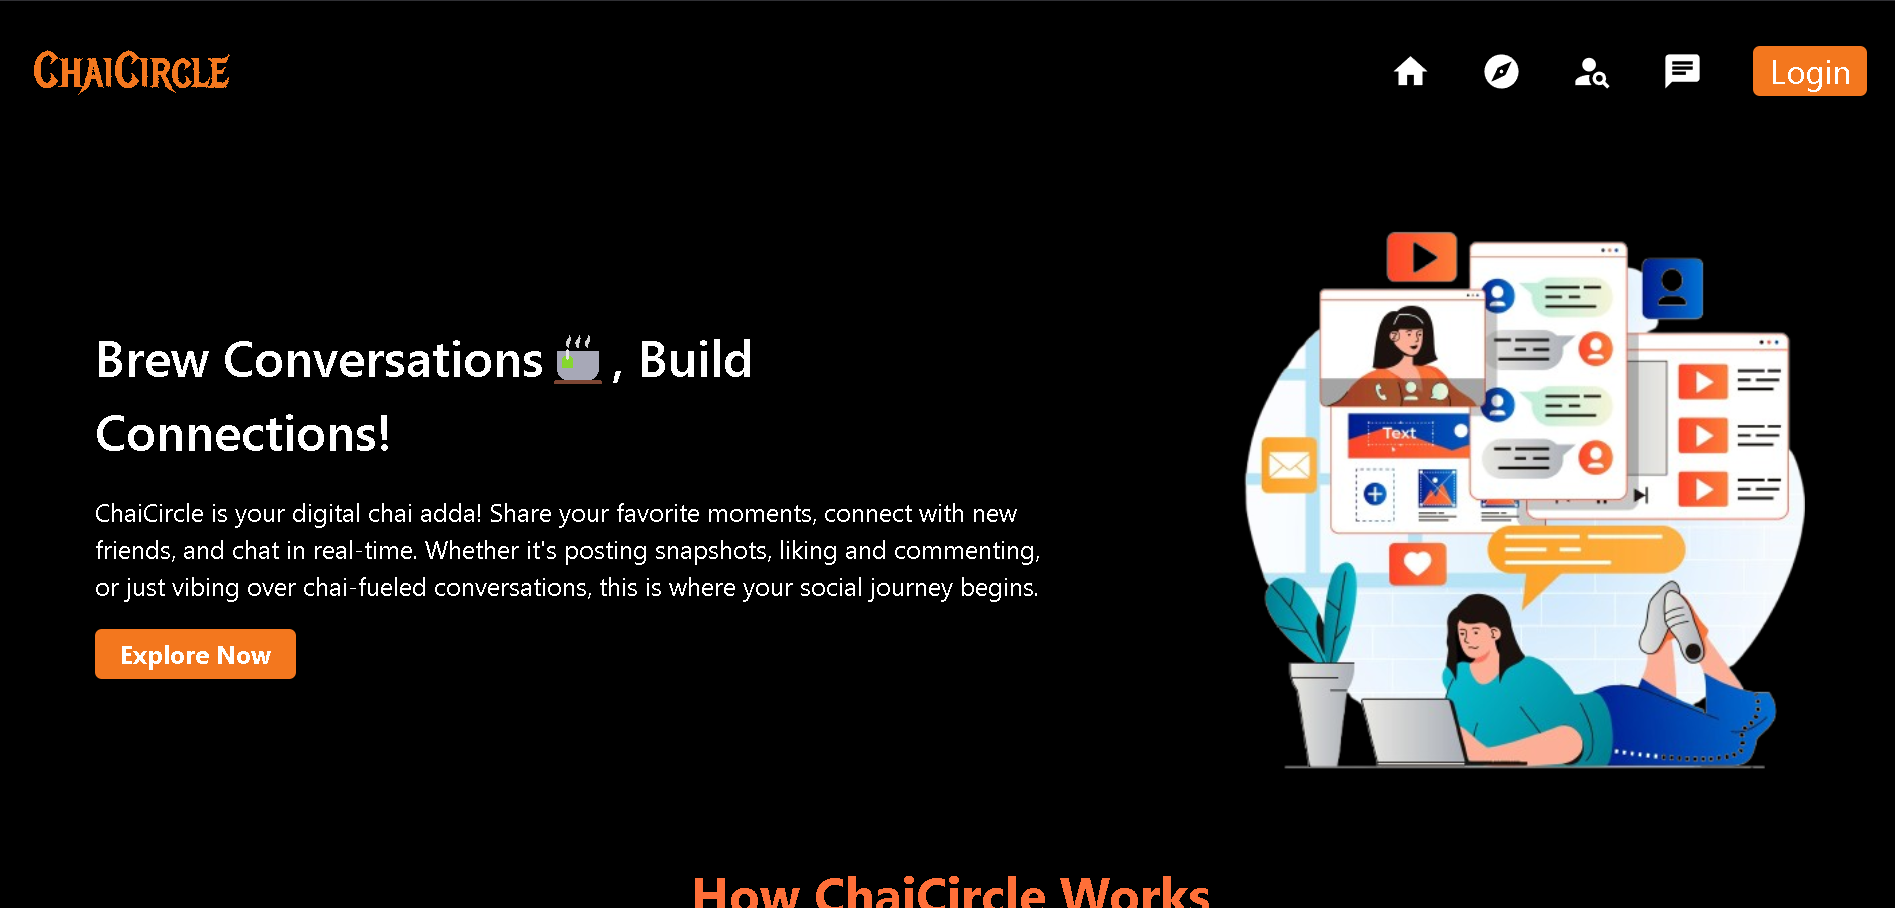 ChaiCircle
Login
Brew Conversations , Build
Connections!
ChaiCircle is your digital chai adda! Share your favorite moments, connect with new
friends, and chat in real-time. Whether it's posting snapshots, liking and commenting,
or just vibing over chai-fueled conversations, this is where your social journey begins.
Explore Now
Text
How ChaiCircle Works